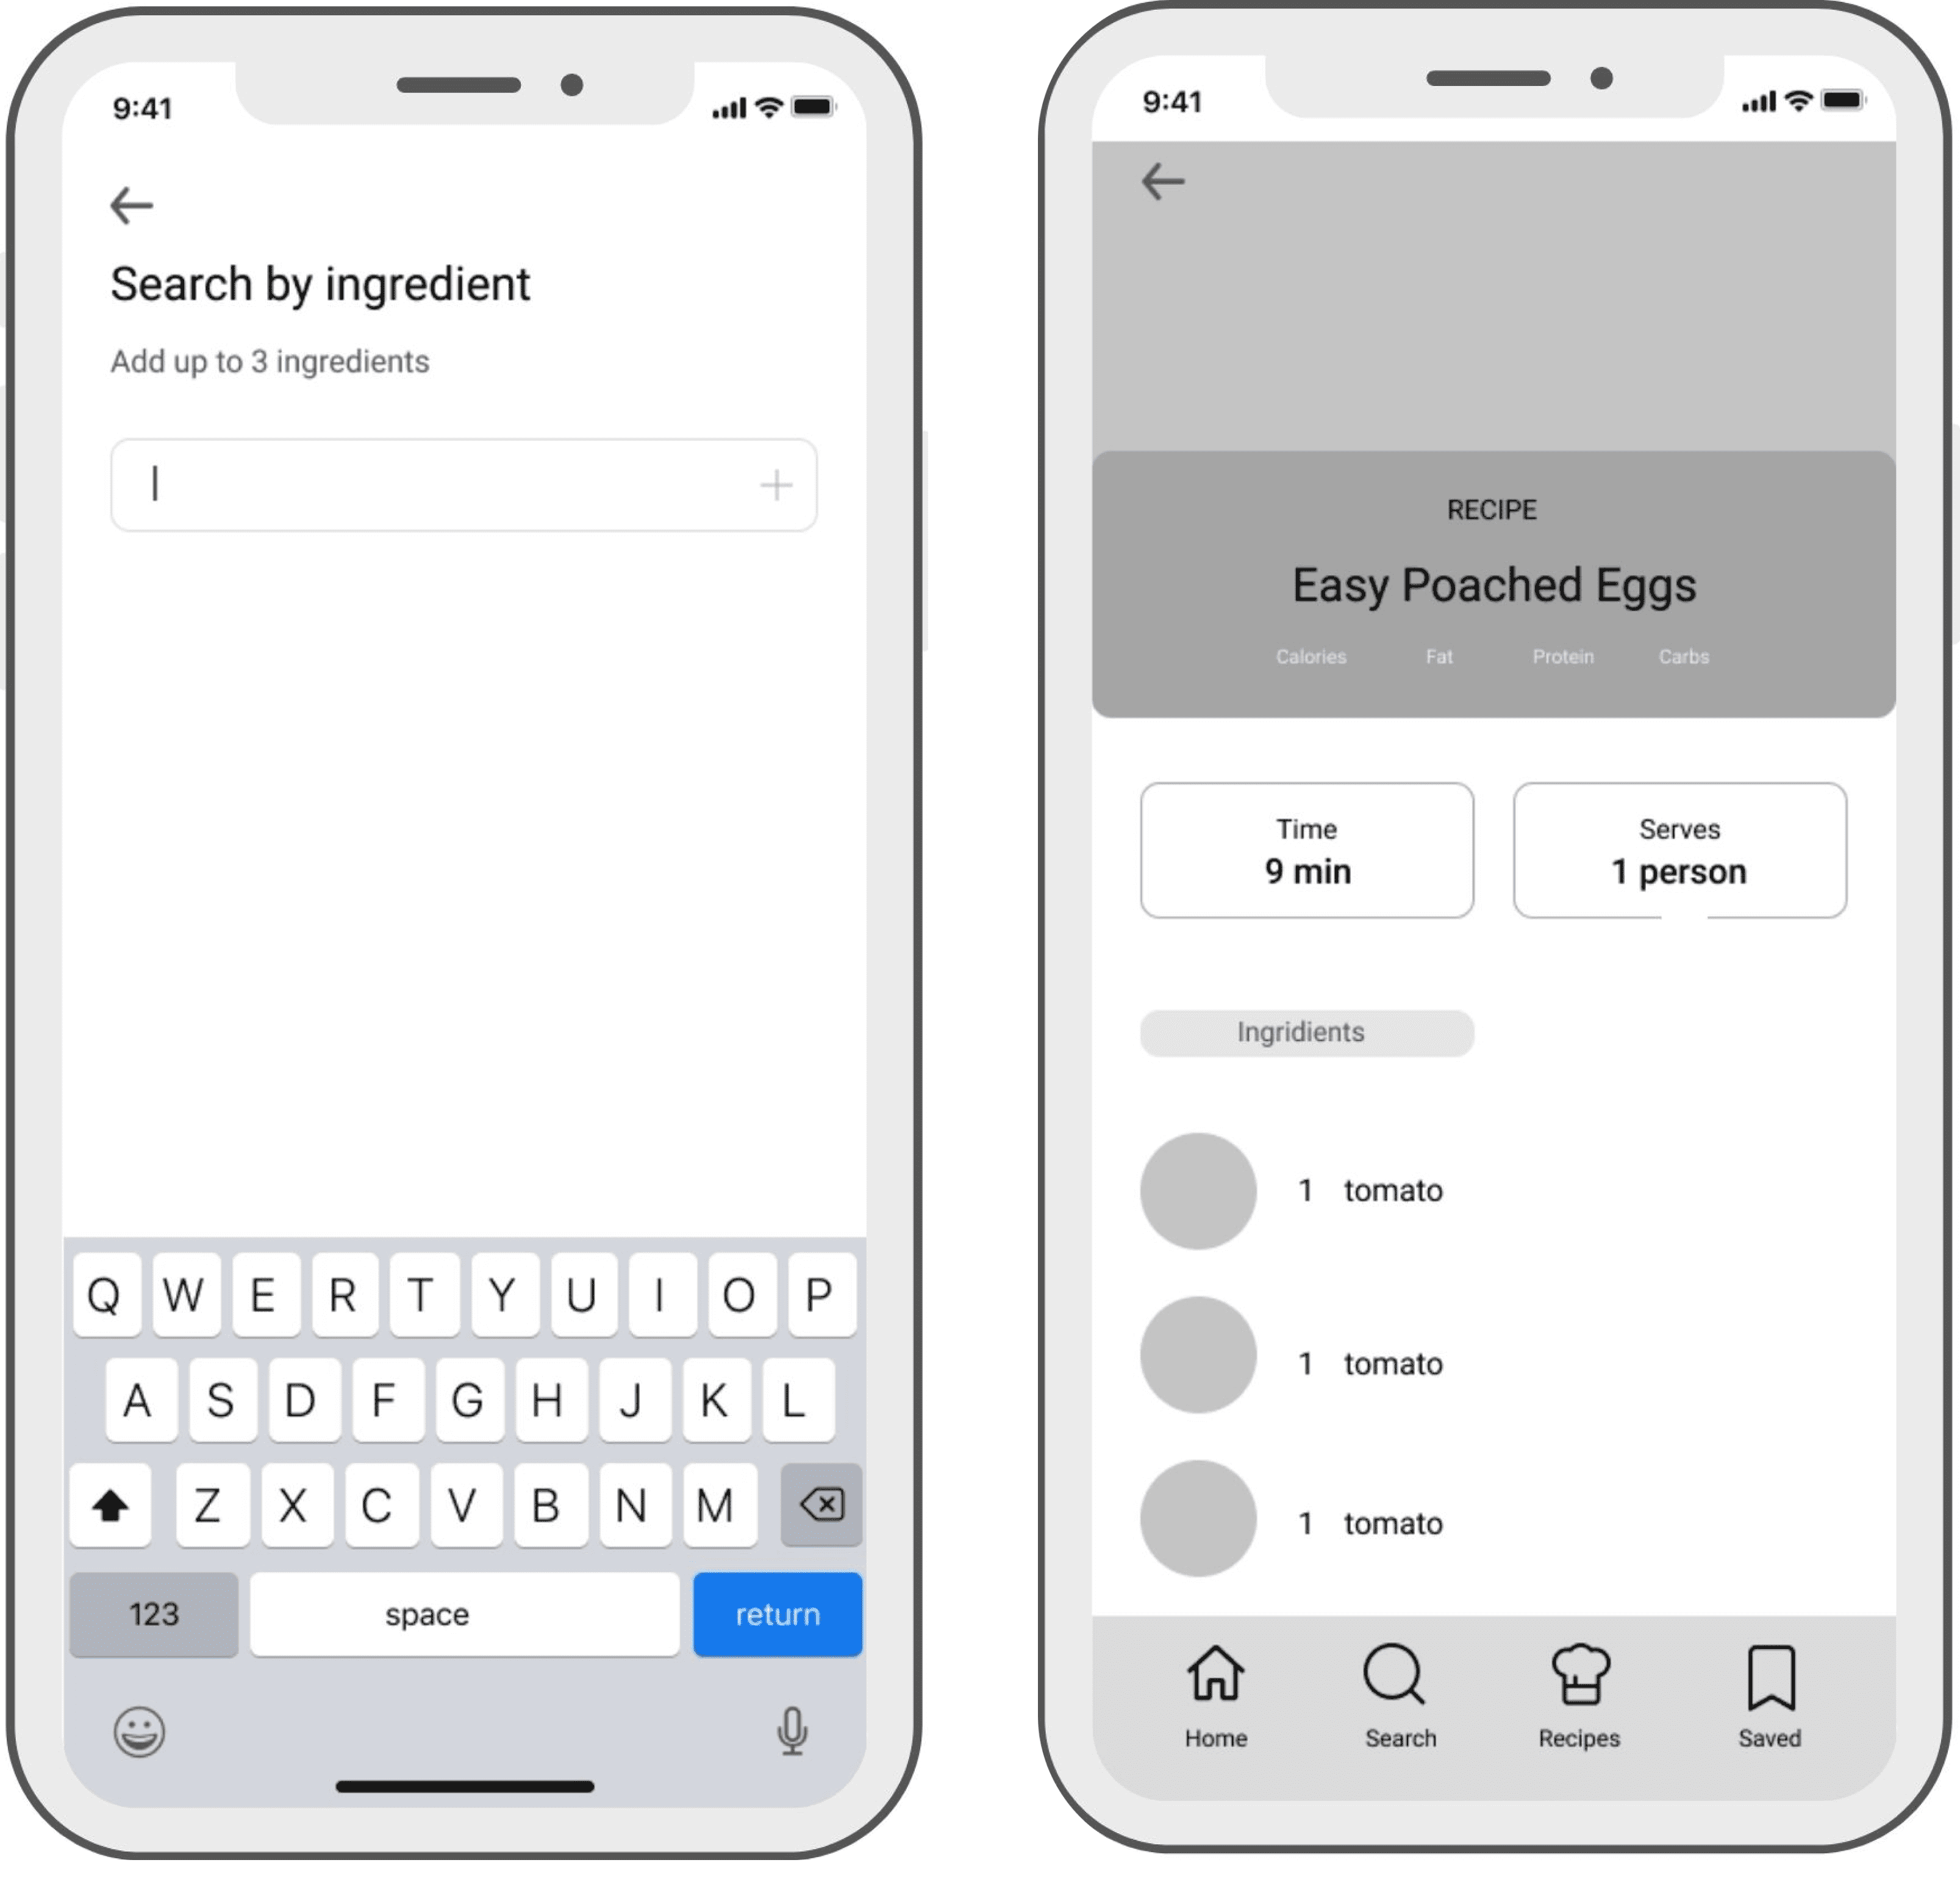 9:41
Search by ingredient
Add up to 3 ingredients
Q W E R T Y U I O P
A S D F G H J K L
Z X C V B N M
123 space return
9:41
RECIPE
Easy Poached Eggs
Calories Fat Protein Carbs
Time
9 min
Serves
1 person
Ingridients
1 tomato
1 tomato
1 tomato
Home Search Recipes Saved